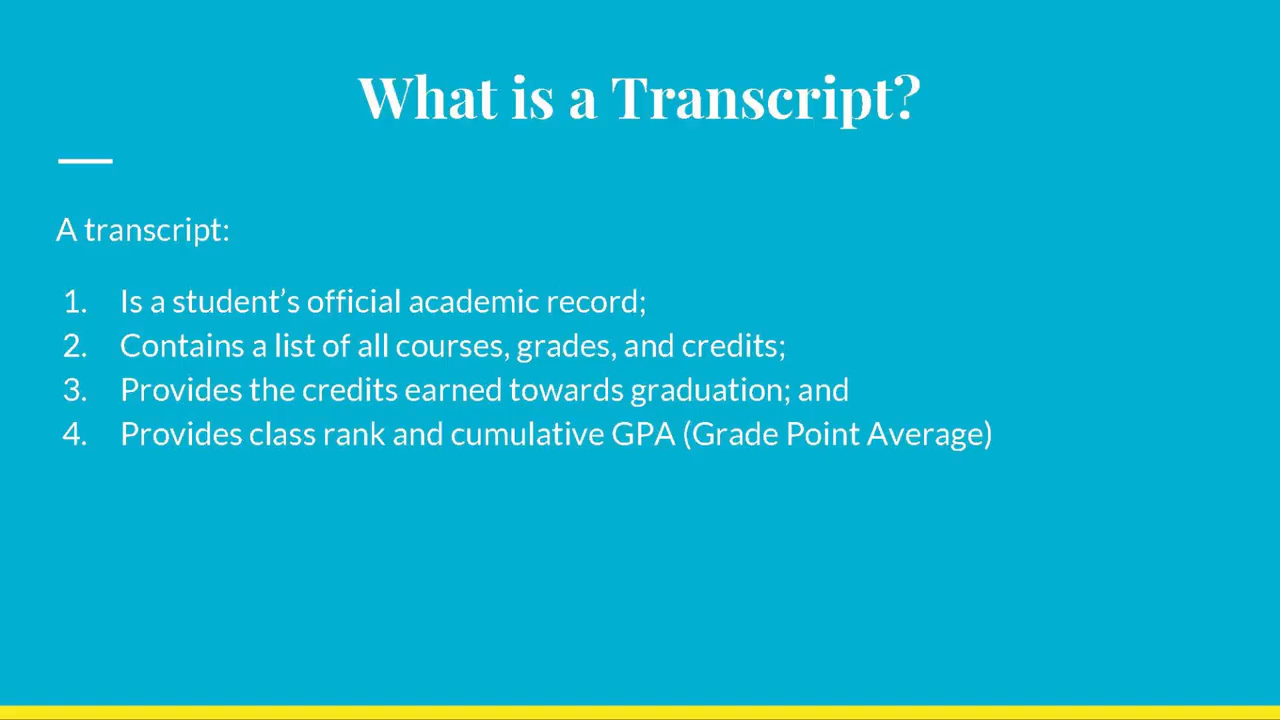 What is a Transcript?
A transcript:
1. Is a student’s official academic record;
2. Contains a list of all courses, grades, and credits;
3. Provides the credits earned towards graduation; and
4. Provides class rank and cumulative GPA (Grade Point Average)